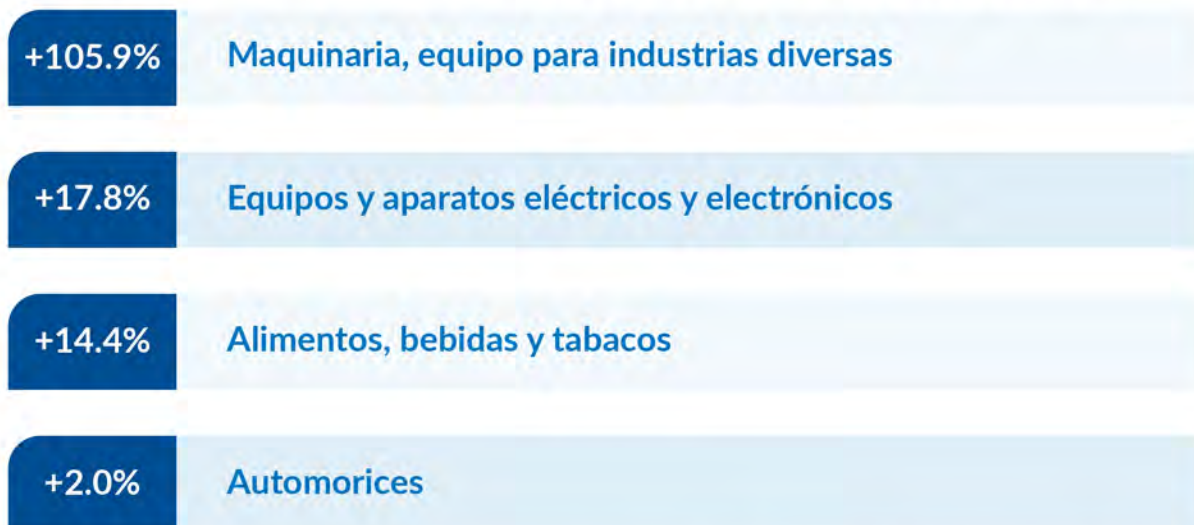 +105.9% Maquinaria, equipo para industrias diversas
+17.8% Equipos y aparatos eléctricos y electrónicos
+14.4% Alimentos, bebidas y tabacos
+2.0% Automorices